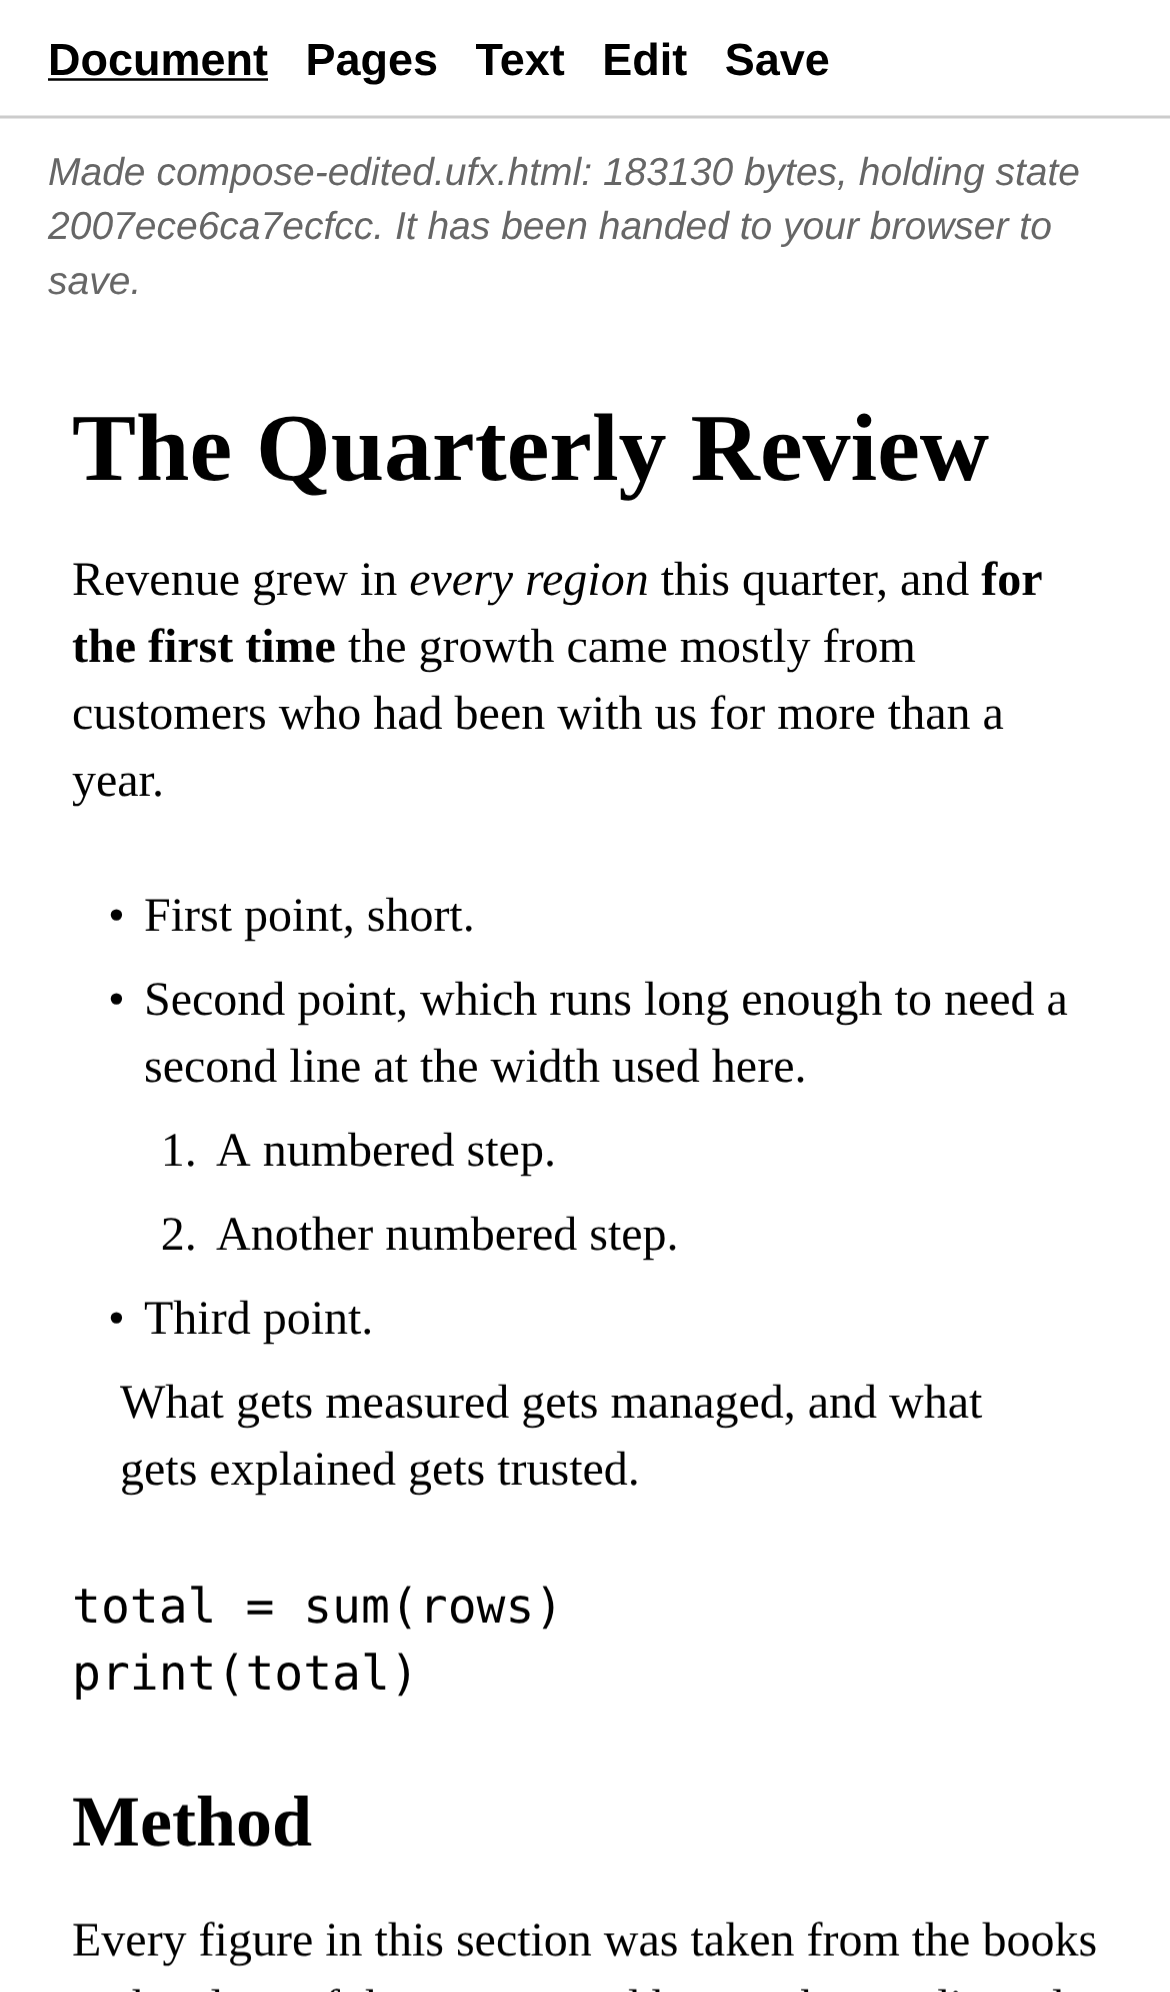 Document Pages Text Edit Save
Made compose-edited.ufx.html: 183130 bytes, holding state
2007ece6ca7ecfcc. It has been handed to your browser to
save.
The Quarterly Review
Revenue grew in every region this quarter, and for
the first time the growth came mostly from
customers who had been with us for more than a
year.
• First point, short.
• Second point, which runs long enough to need a
second line at the width used here.
1. A numbered step.
2. Another numbered step.
• Third point.
What gets measured gets managed, and what
gets explained gets trusted.
total = sum(rows)
print(total)
Method
Every figure in this section was taken from the books